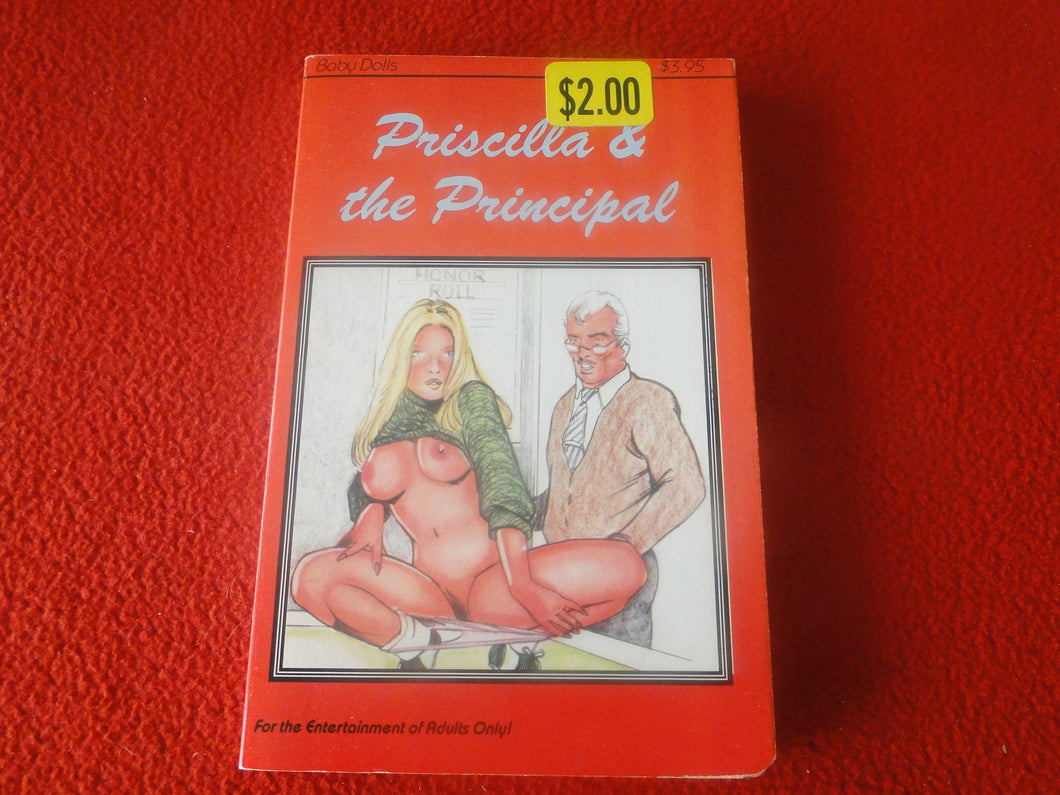 Baby Dolls
$3.95
$2.00
Priscilla &
the Principal
HONOR
ROLL
For the Entertainment of Adults Only!